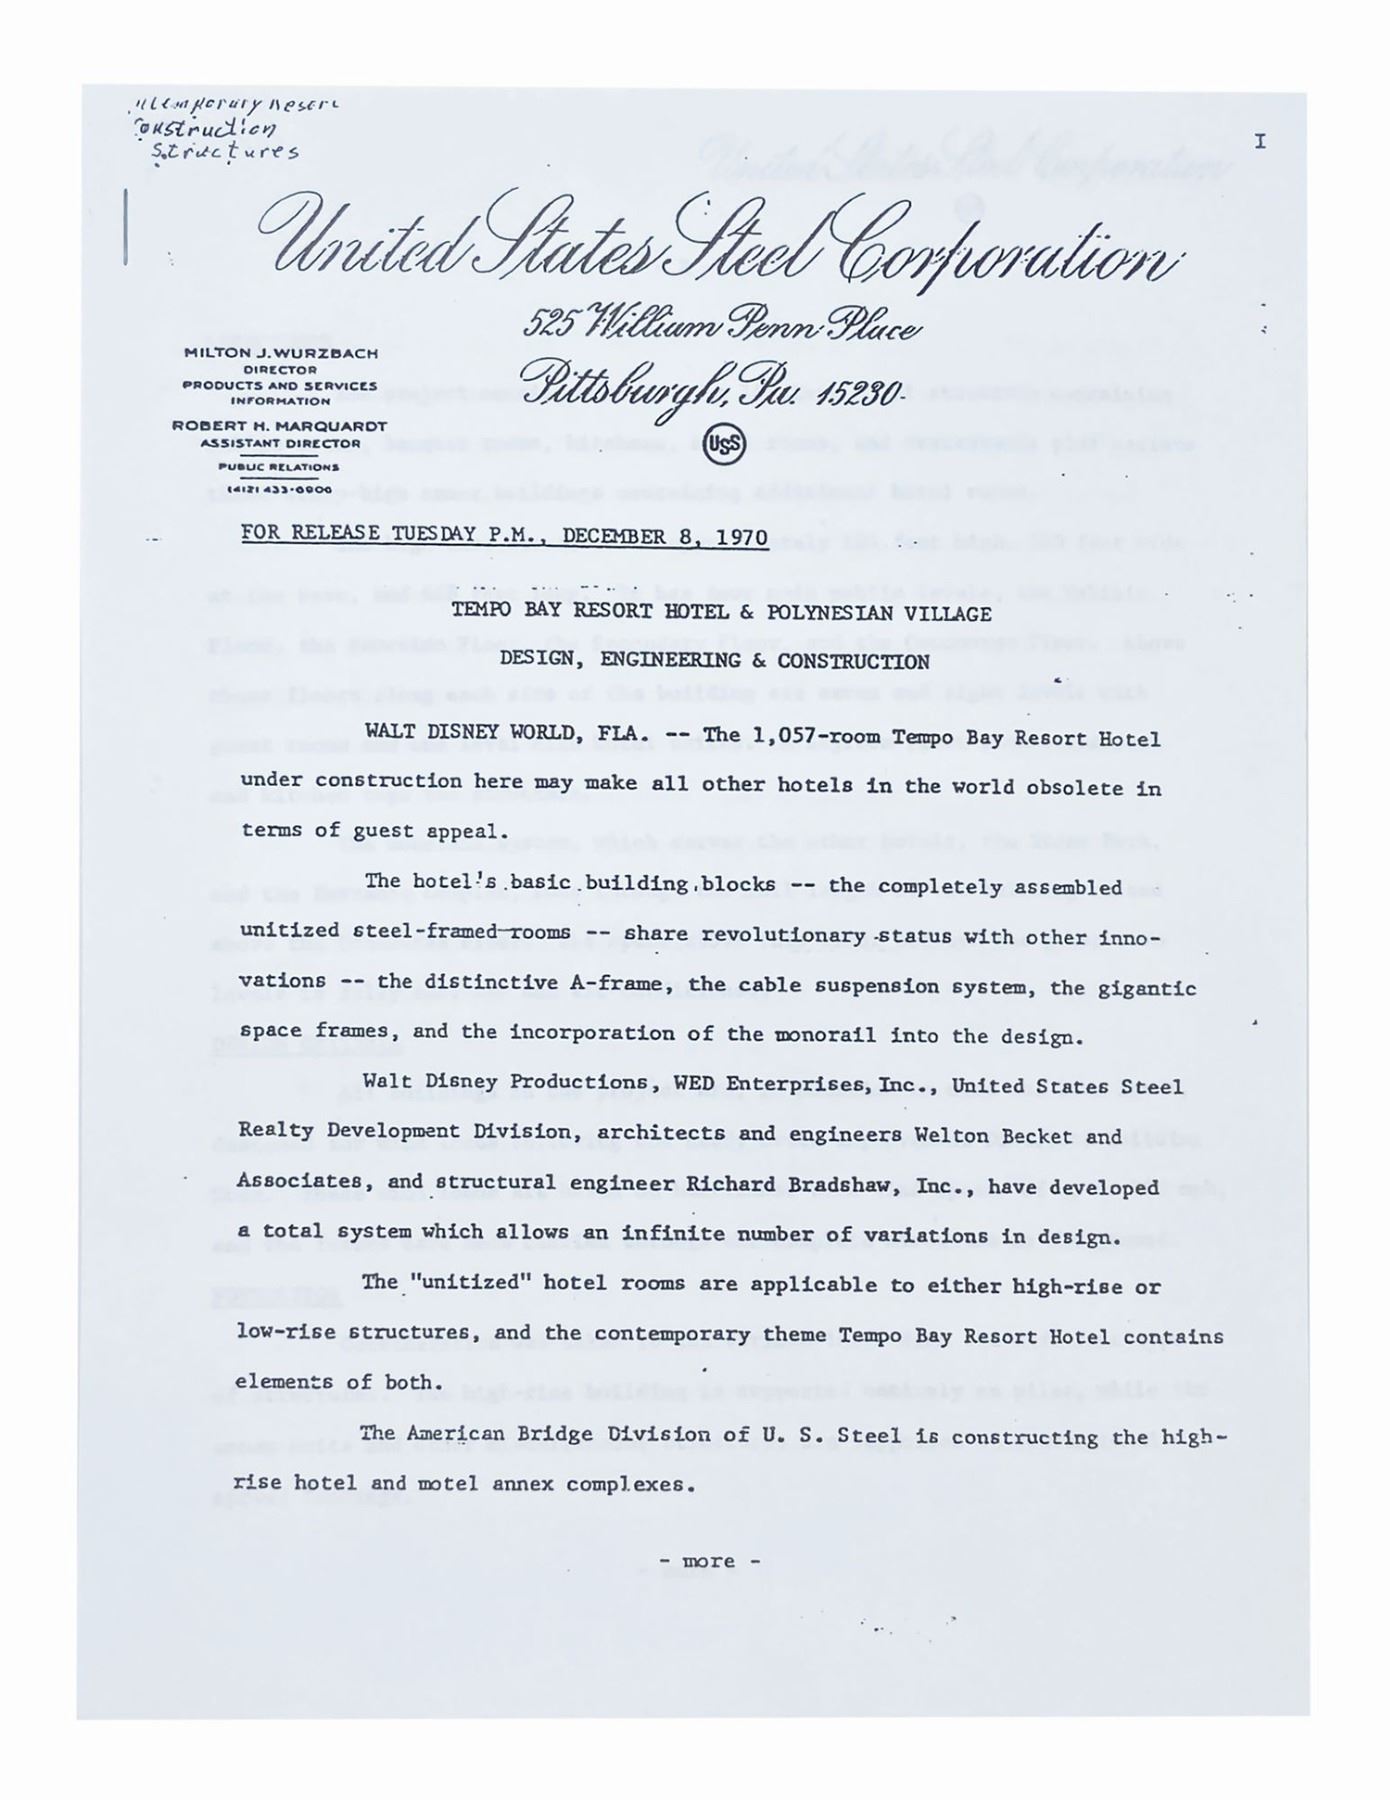 Construction
Structures
I
United States Steel Corporation
525 William Penn Place
Pittsburgh, Pa. 15230
MILTON J. WURZBACH
DIRECTOR
PRODUCTS AND SERVICES
INFORMATION
ROBERT H. MARQUARDT
ASSISTANT DIRECTOR
PUBLIC RELATIONS
(412) 433-6900
USS
FOR RELEASE TUESDAY P.M., DECEMBER 8, 1970
TEMPO BAY RESORT HOTEL & POLYNESIAN VILLAGE
DESIGN, ENGINEERING & CONSTRUCTION
WALT DISNEY WORLD, FLA. -- The 1,057-room Tempo Bay Resort Hotel
under construction here may make all other hotels in the world obsolete in
terms of guest appeal.
The hotel's basic building blocks -- the completely assembled
unitized steel-framed rooms -- share revolutionary status with other inno-
vations -- the distinctive A-frame, the cable suspension system, the gigantic
space frames, and the incorporation of the monorail into the design.
Walt Disney Productions, WED Enterprises, Inc., United States Steel
Realty Development Division, architects and engineers Welton Becket and
Associates, and structural engineer Richard Bradshaw, Inc., have developed
a total system which allows an infinite number of variations in design.
The "unitized" hotel rooms are applicable to either high-rise or
low-rise structures, and the contemporary theme Tempo Bay Resort Hotel contains
elements of both.
The American Bridge Division of U. S. Steel is constructing the high-
rise hotel and motel annex complexes.
- more -